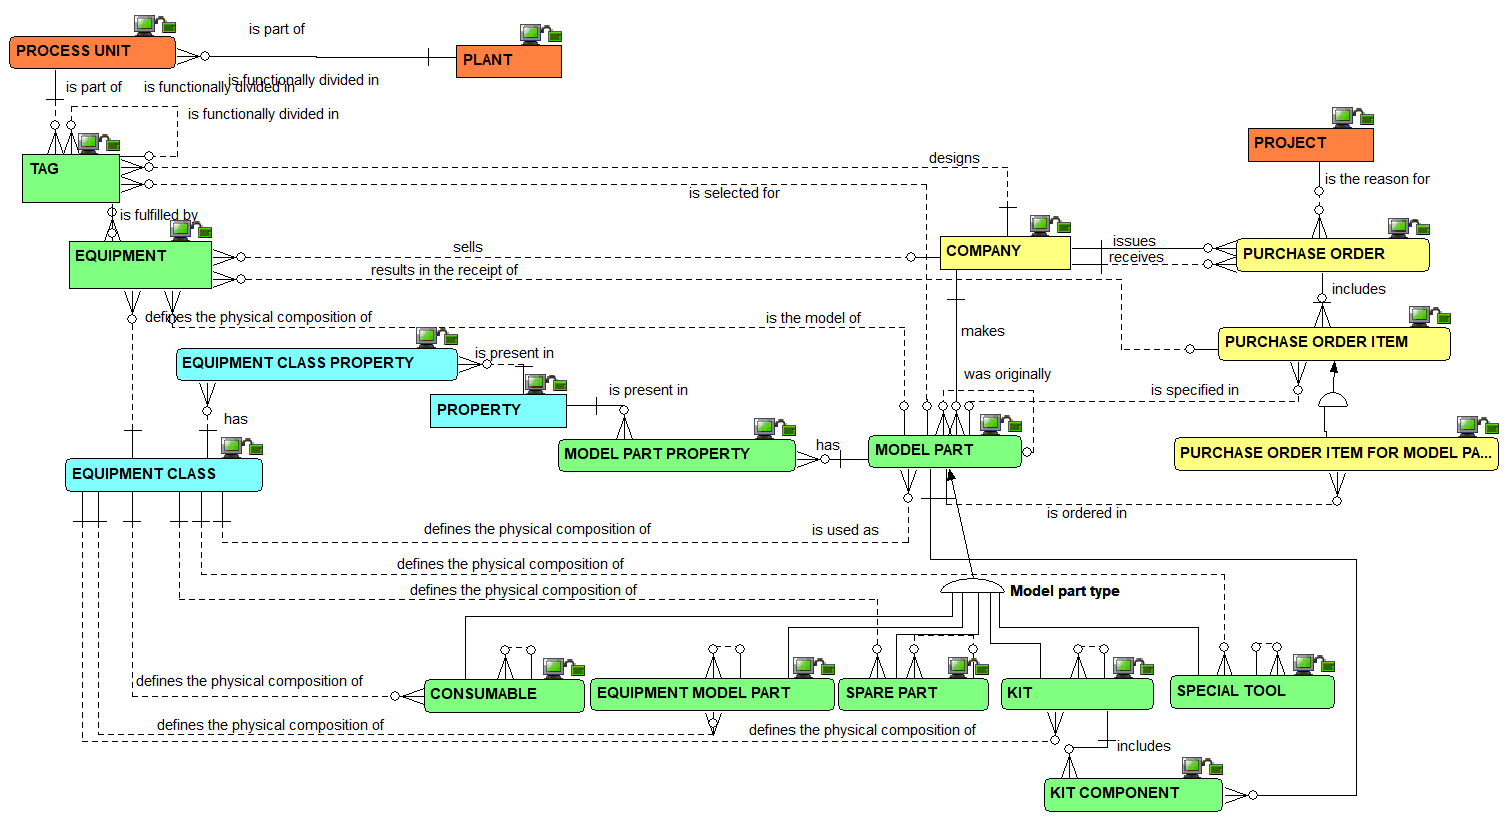 is part of
PROCESS UNIT
PLANT
is functionally divided in
is part of
is functionally divided in
is functionally divided in
PROJECT
designs
TAG
is the reason for
is selected for
is fulfilled by
issues
sells
EQUIPMENT
COMPANY
PURCHASE ORDER
receives
results in the receipt of
includes
defines the physical composition of
is the model of
makes
PURCHASE ORDER ITEM
is present in
EQUIPMENT CLASS PROPERTY
was originally
is present in
is specified in
PROPERTY
has
has
MODEL PART
MODEL PART PROPERTY
PURCHASE ORDER ITEM FOR MODEL PA...
EQUIPMENT CLASS
is ordered in
defines the physical composition of
is used as
defines the physical composition of
defines the physical composition of
Model part type
defines the physical composition of
CONSUMABLE
EQUIPMENT MODEL PART
SPARE PART
KIT
SPECIAL TOOL
defines the physical composition of
defines the physical composition of
includes
KIT COMPONENT